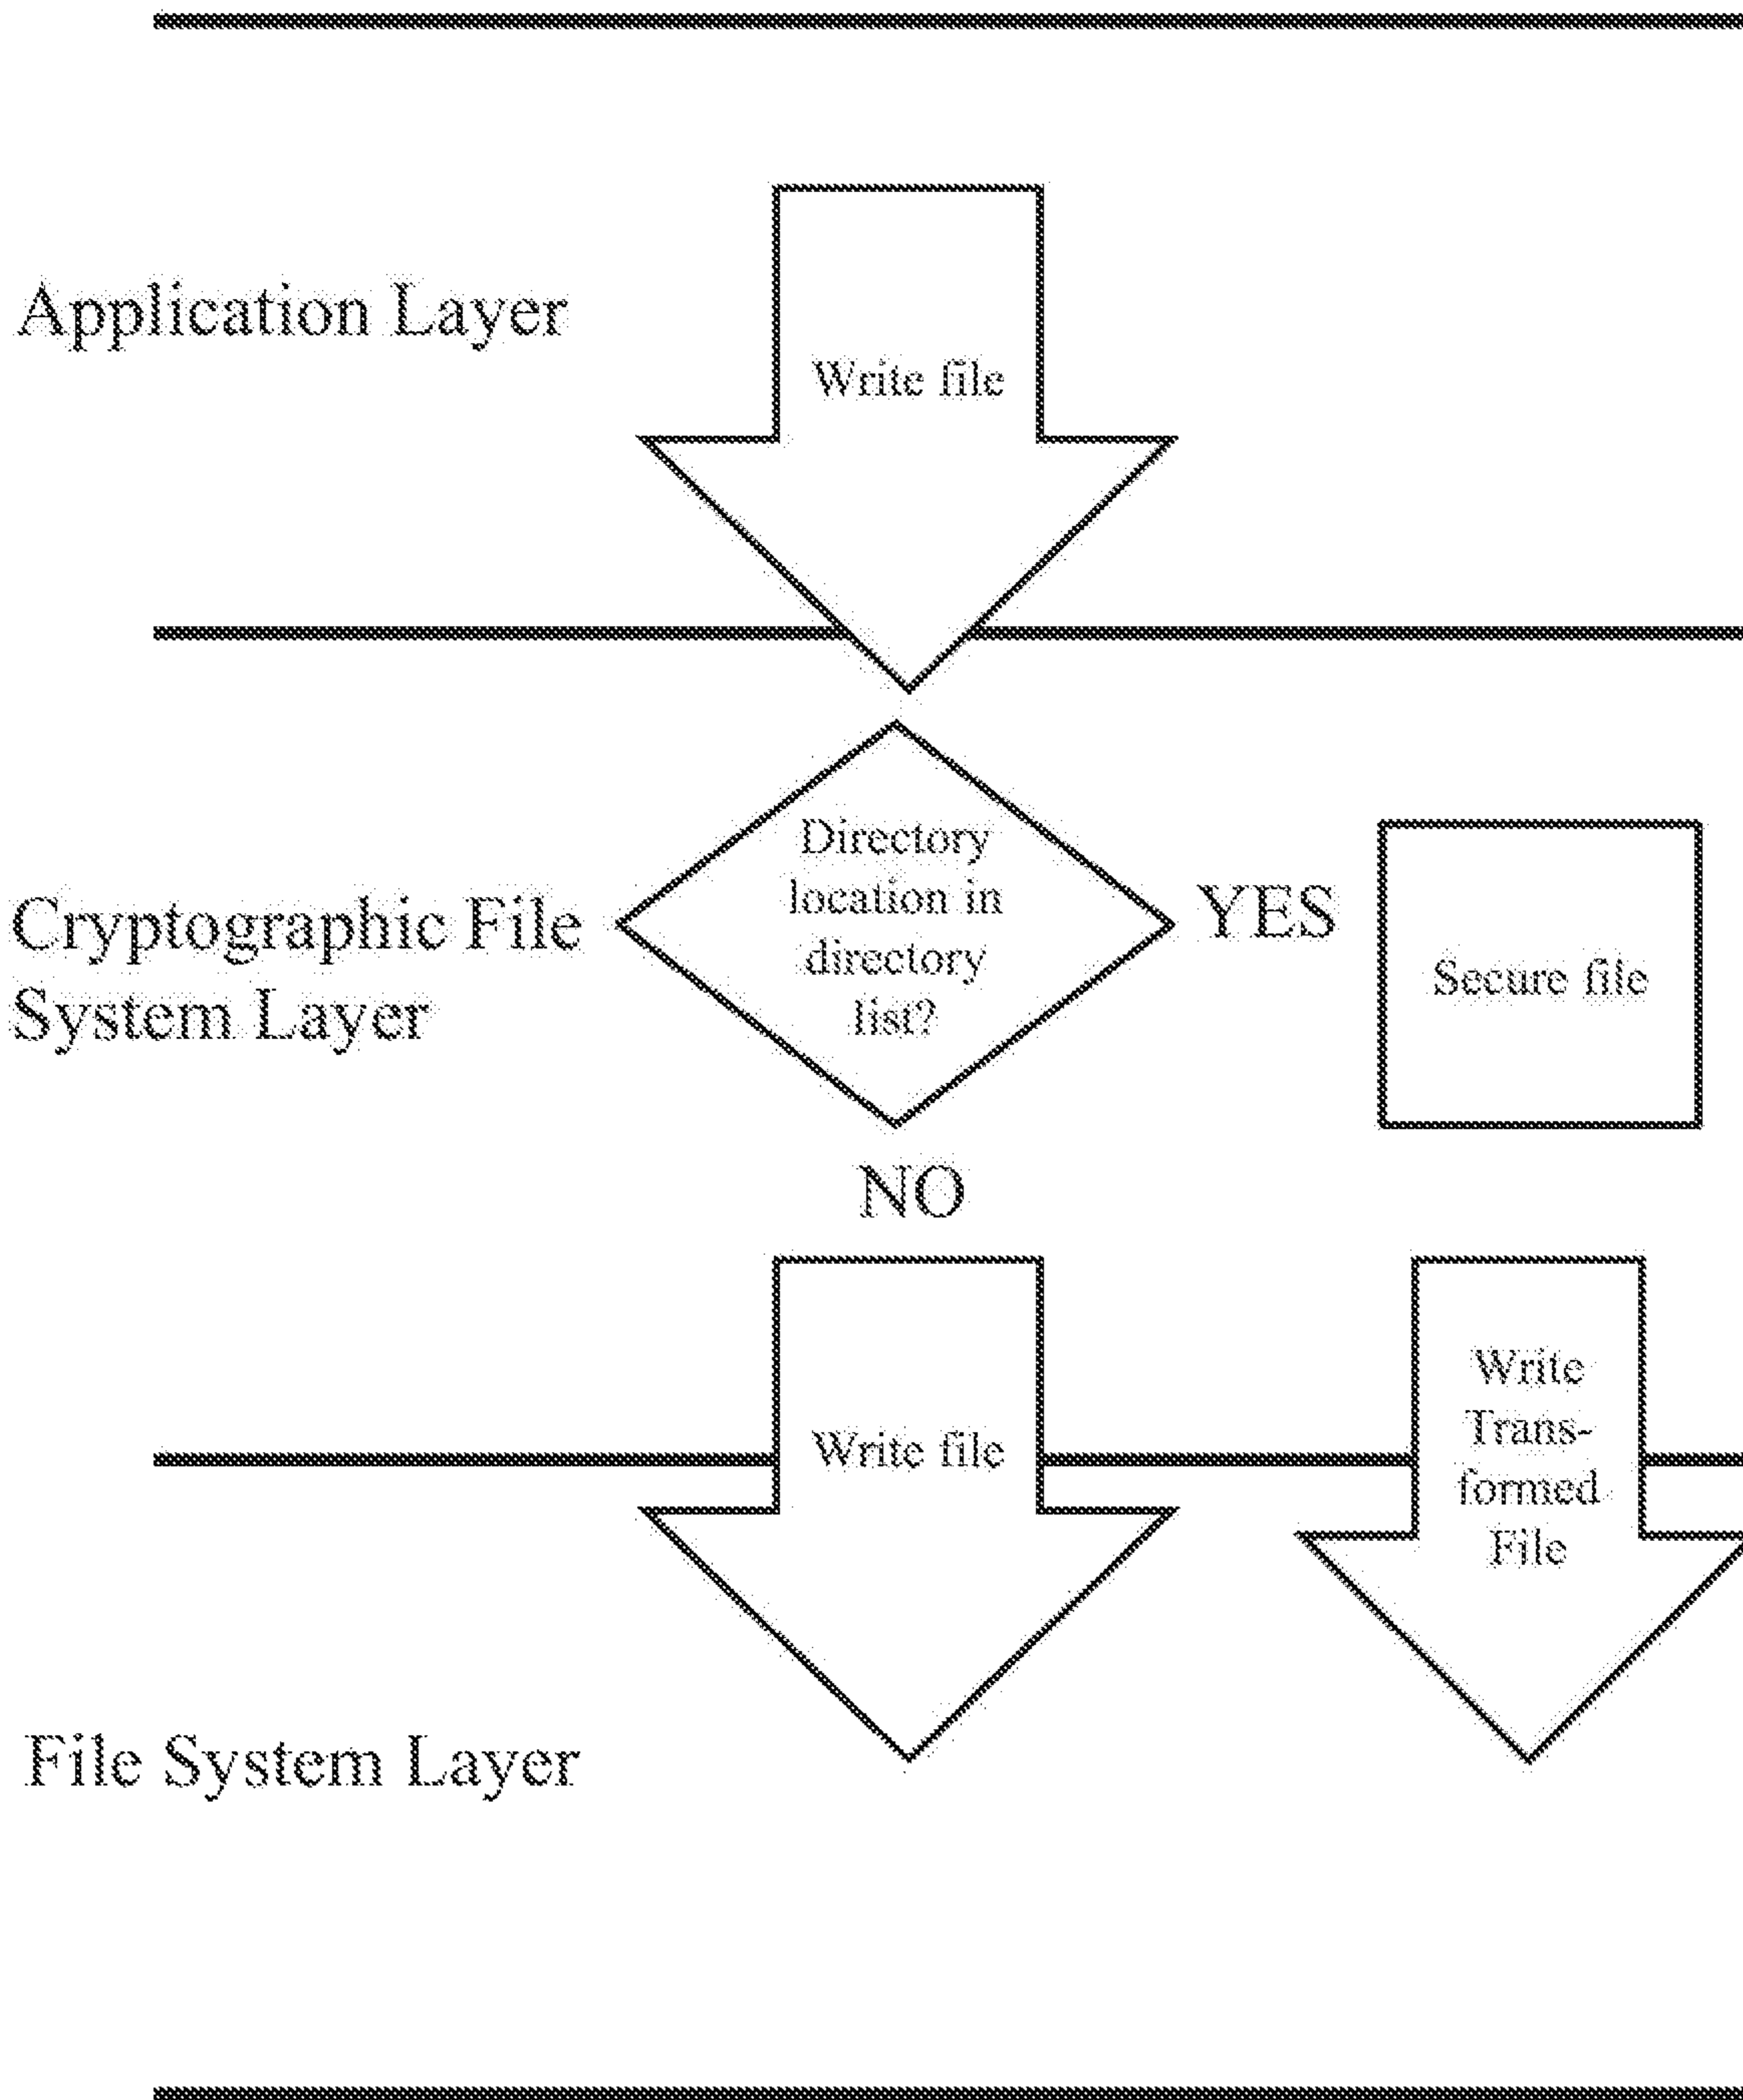 Application Layer
Write file
Directory
location in
directory
list?
YES
Cryptographic File
System Layer
Secure file
NO
Write file
Write
Trans-
formed
File
File System Layer